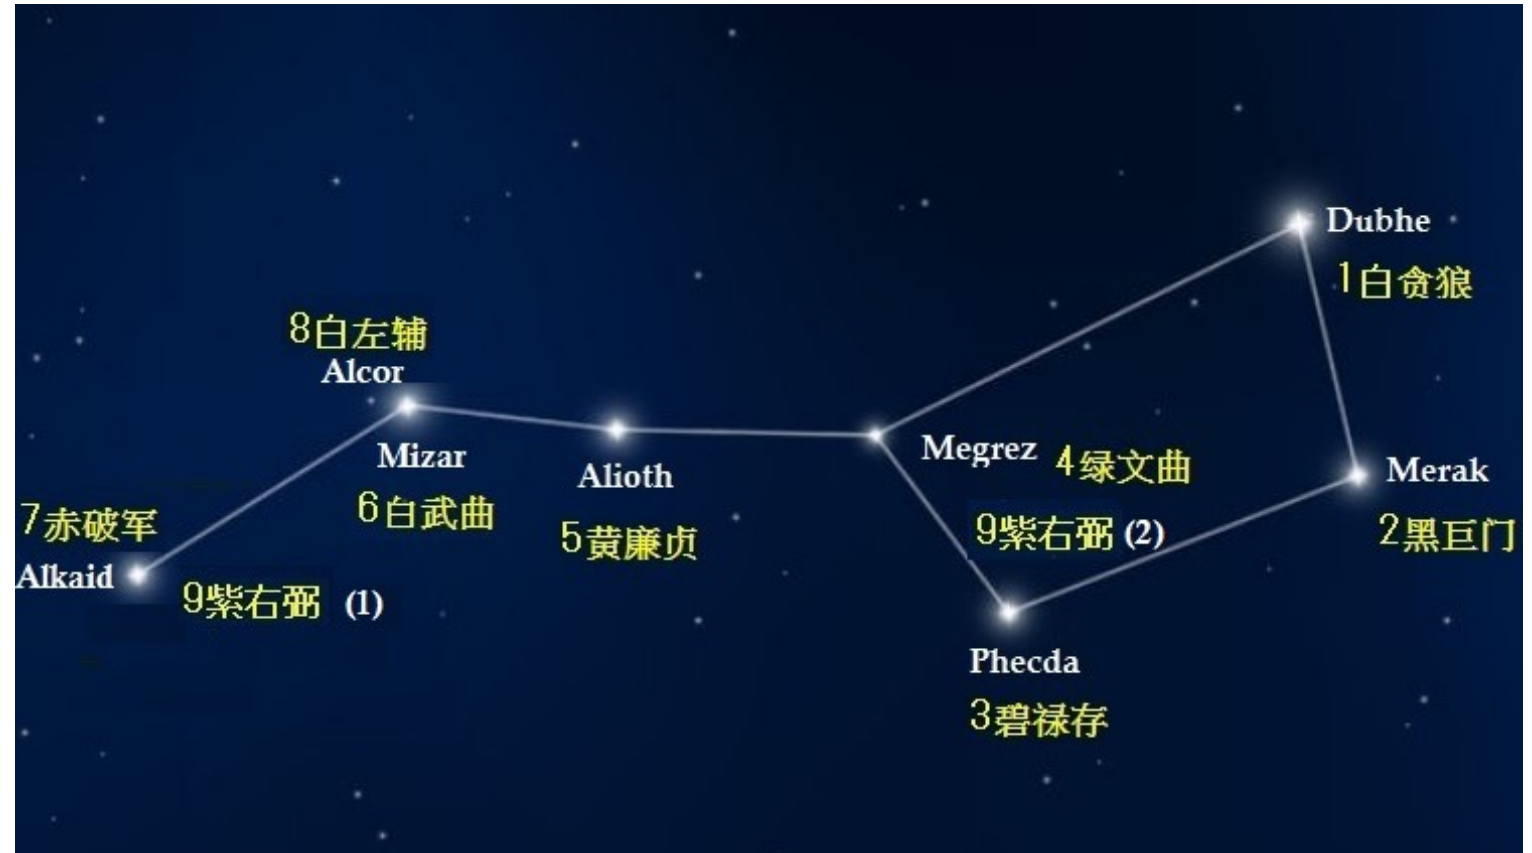 Dubhe
1白贪狼
8白左辅
Alcor
Mizar
6白武曲
Alioth
5黄廉贞
Megrez
4绿文曲
Merak
2黑巨门
7赤破军
Alkaid
9紫右弼 (1)
9紫右弼 (2)
Phecda
3碧禄存